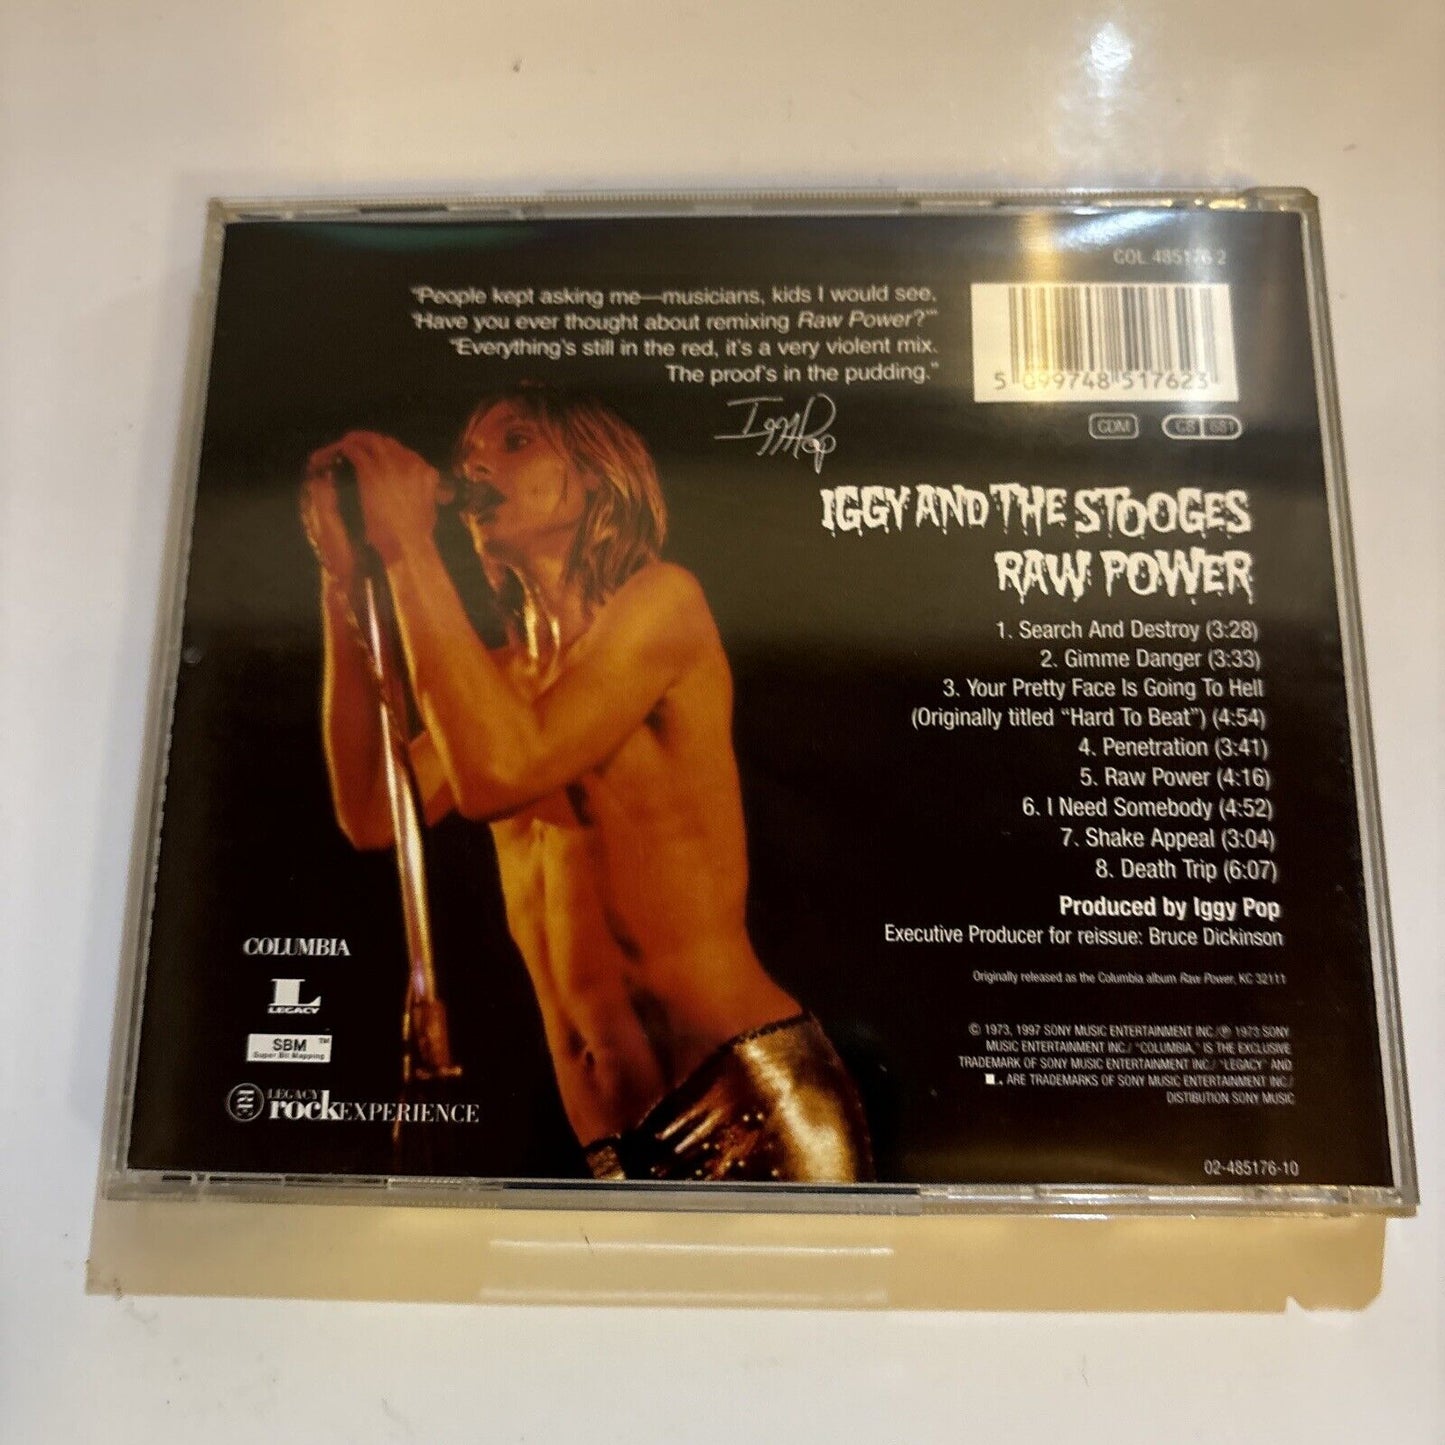 COL 485176 2
"People kept asking me—musicians, kids I would see,
'Have you ever thought about remixing Raw Power?'"
"Everything's still in the red, it's a very violent mix.
The proof's in the pudding."
Iggy Pop
5 099748 517623
CDM
CB 681
IGGY AND THE STOOGES
RAW POWER
1. Search And Destroy (3:28)
2. Gimme Danger (3:33)
3. Your Pretty Face Is Going To Hell
(Originally titled "Hard To Beat") (4:54)
4. Penetration (3:41)
5. Raw Power (4:16)
6. I Need Somebody (4:52)
7. Shake Appeal (3:04)
8. Death Trip (6:07)
Produced by Iggy Pop
Executive Producer for reissue: Bruce Dickinson
Originally released as the Columbia album Raw Power, KC 32111
© 1973, 1997 SONY MUSIC ENTERTAINMENT INC./℗ 1973 SONY
MUSIC ENTERTAINMENT INC./ "COLUMBIA," IS THE EXCLUSIVE
TRADEMARK OF SONY MUSIC ENTERTAINMENT INC./ "LEGACY" AND
L, ARE TRADEMARKS OF SONY MUSIC ENTERTAINMENT INC./
DISTIBUTION SONY MUSIC
02-485176-10
COLUMBIA
L
LEGACY
SBM™
Super Bit Mapping
RE
LEGACY
rockEXPERIENCE